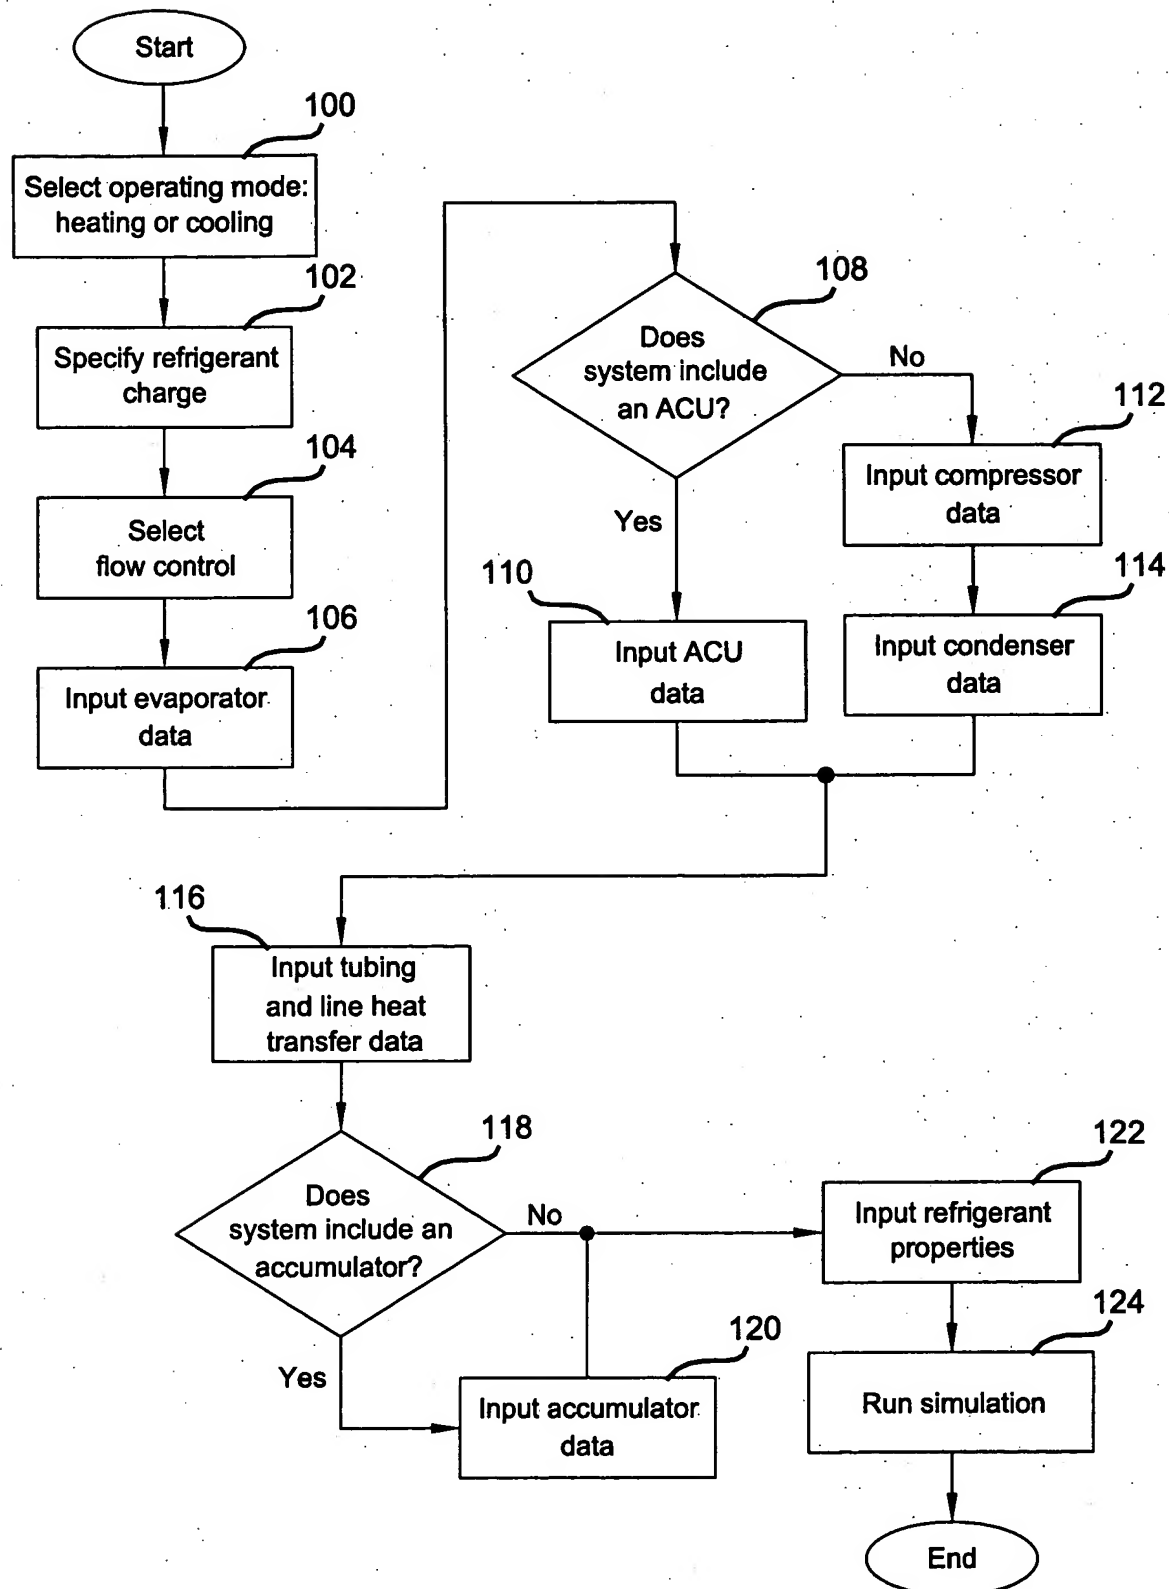 Start
100
Select operating mode:
heating or cooling
102
Specify refrigerant
charge
104
Select
flow control
106
Input evaporator
data
108
Does
system include
an ACU?
No
Yes
110
Input ACU
data
112
Input compressor
data
114
Input condenser
data
116
Input tubing
and line heat
transfer data
118
Does
system include an
accumulator?
No
Yes
120
Input accumulator
data
122
Input refrigerant
properties
124
Run simulation
End